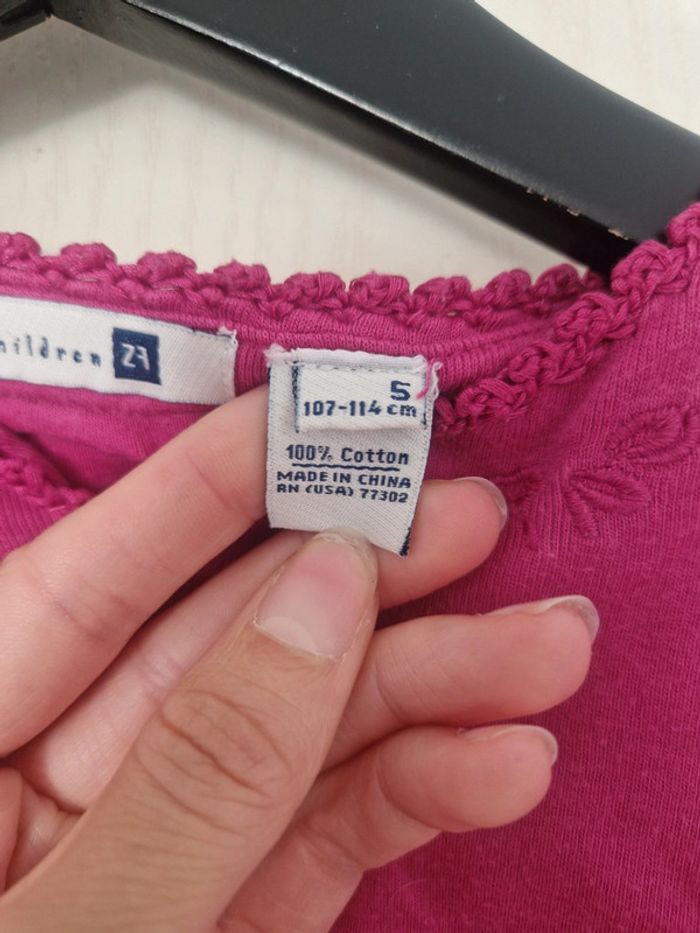 hildren
5
107-114 cm
100% Cotton
MADE IN CHINA
RN (USA) 77302